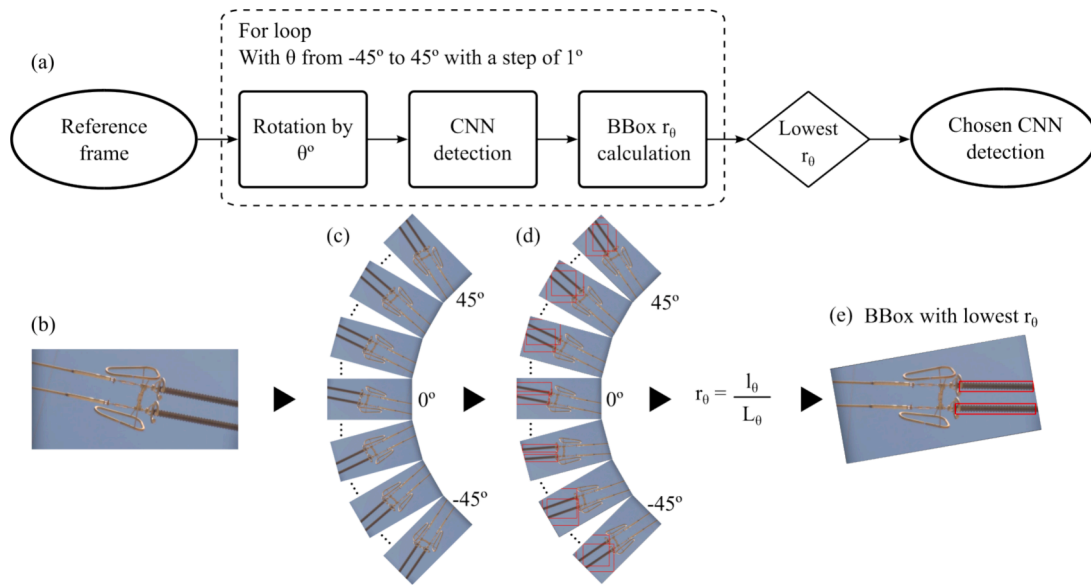 (a)
For loop
With θ from -45º to 45º with a step of 1º
Reference
frame
Rotation by
θº
CNN
detection
BBox rθ
calculation
Lowest
rθ
Chosen CNN
detection
(b)
(c)
45º
0º
-45º
(d)
45º
0º
-45º
rθ = lθ
Lθ
(e) BBox with lowest rθ